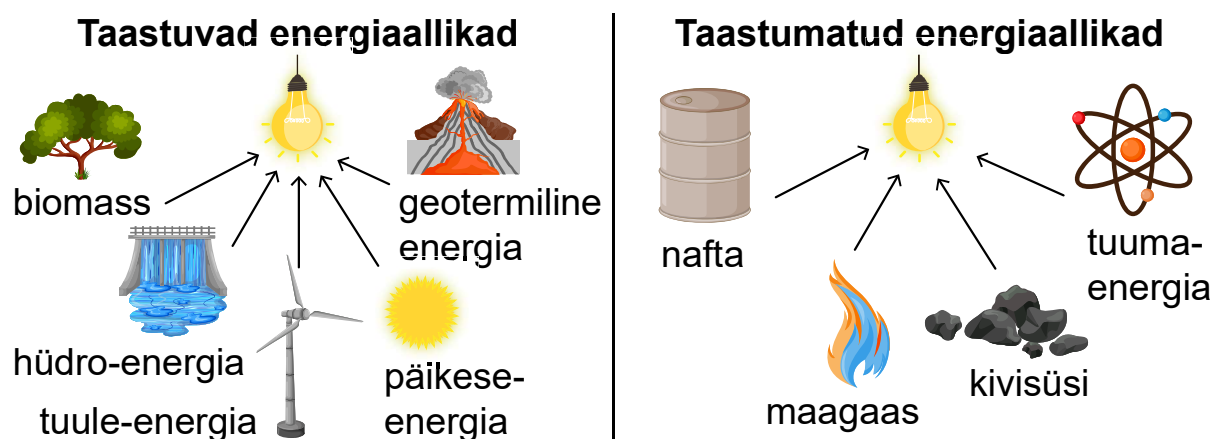 Taastuvad energiaallikad
biomass
geotermiline
energia
hüdro-energia
tuule-energia
päikese-
energia
Taastumatud energiaallikad
nafta
maagaas
kivisüsi
tuuma-
energia